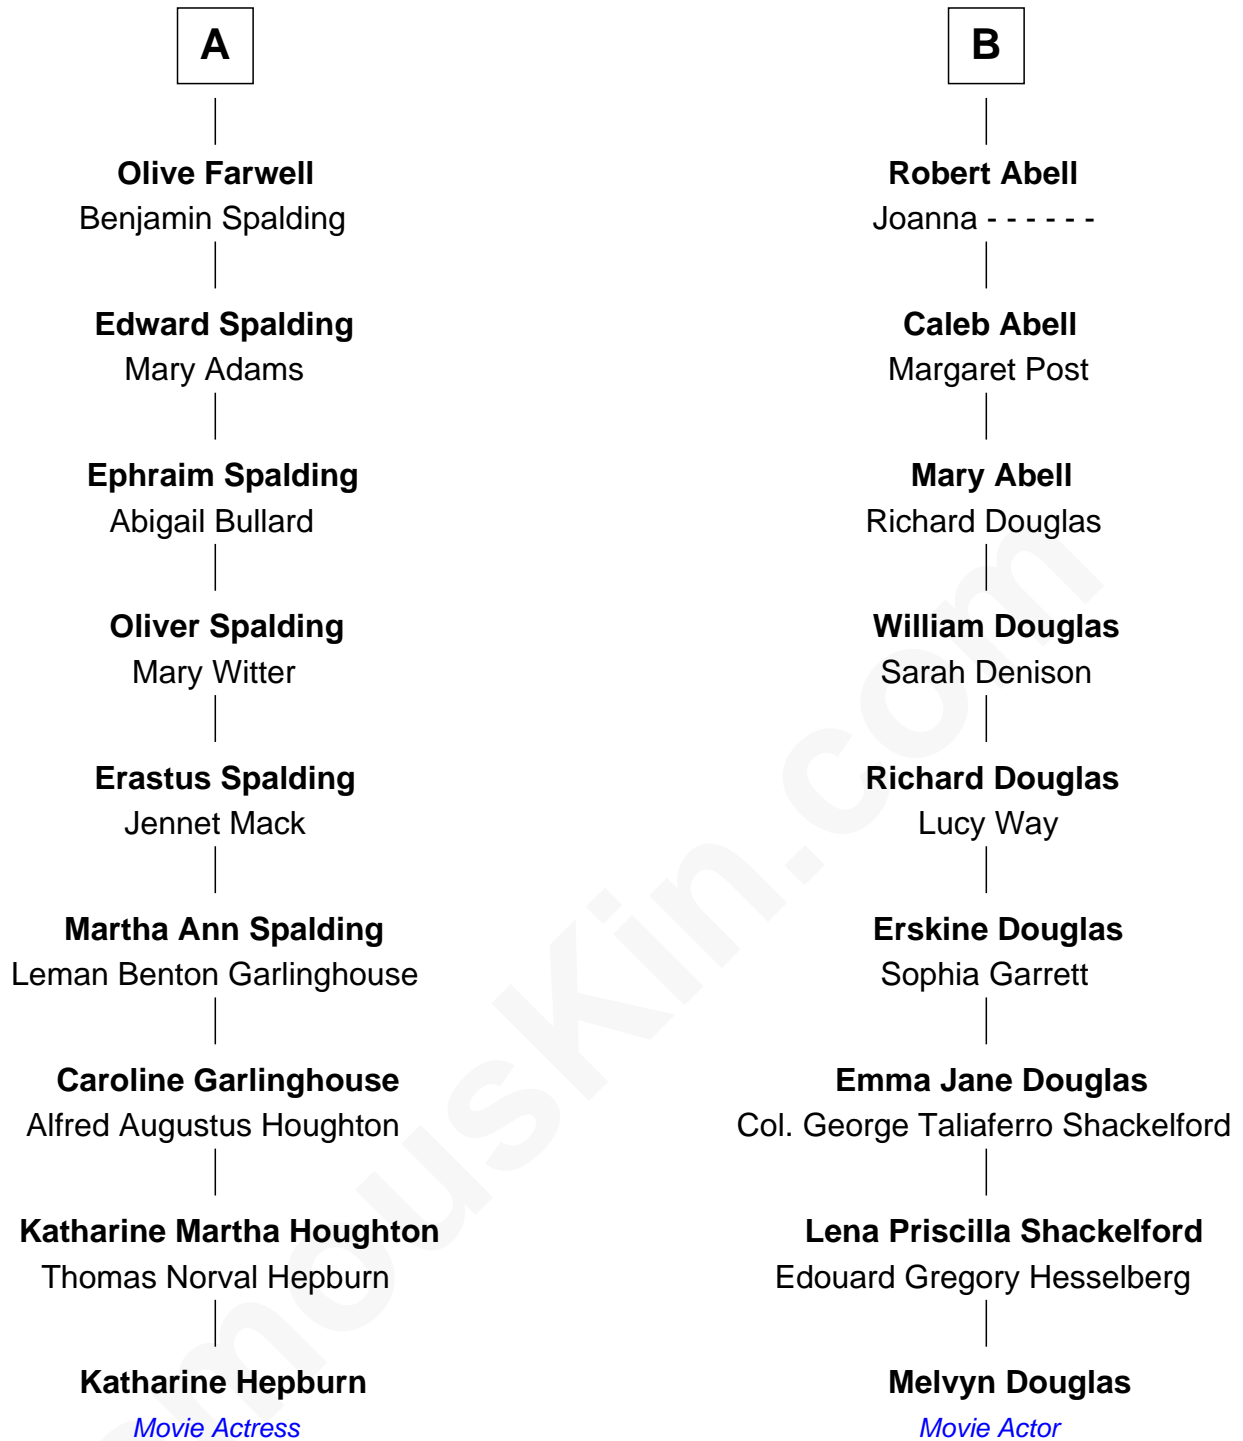 A
Olive Farwell
Benjamin Spalding
Edward Spalding
Mary Adams
Ephraim Spalding
Abigail Bullard
Oliver Spalding
Mary Witter
Erastus Spalding
Jennet Mack
Martha Ann Spalding
Leman Benton Garlinghouse
Caroline Garlinghouse
Alfred Augustus Houghton
Katharine Martha Houghton
Thomas Norval Hepburn
Katharine Hepburn
Movie Actress
B
Robert Abell
Joanna - - - - - -
Caleb Abell
Margaret Post
Mary Abell
Richard Douglas
William Douglas
Sarah Denison
Richard Douglas
Lucy Way
Erskine Douglas
Sophia Garrett
Emma Jane Douglas
Col. George Taliaferro Shackelford
Lena Priscilla Shackelford
Edouard Gregory Hesselberg
Melvyn Douglas
Movie Actor
omousKin.com